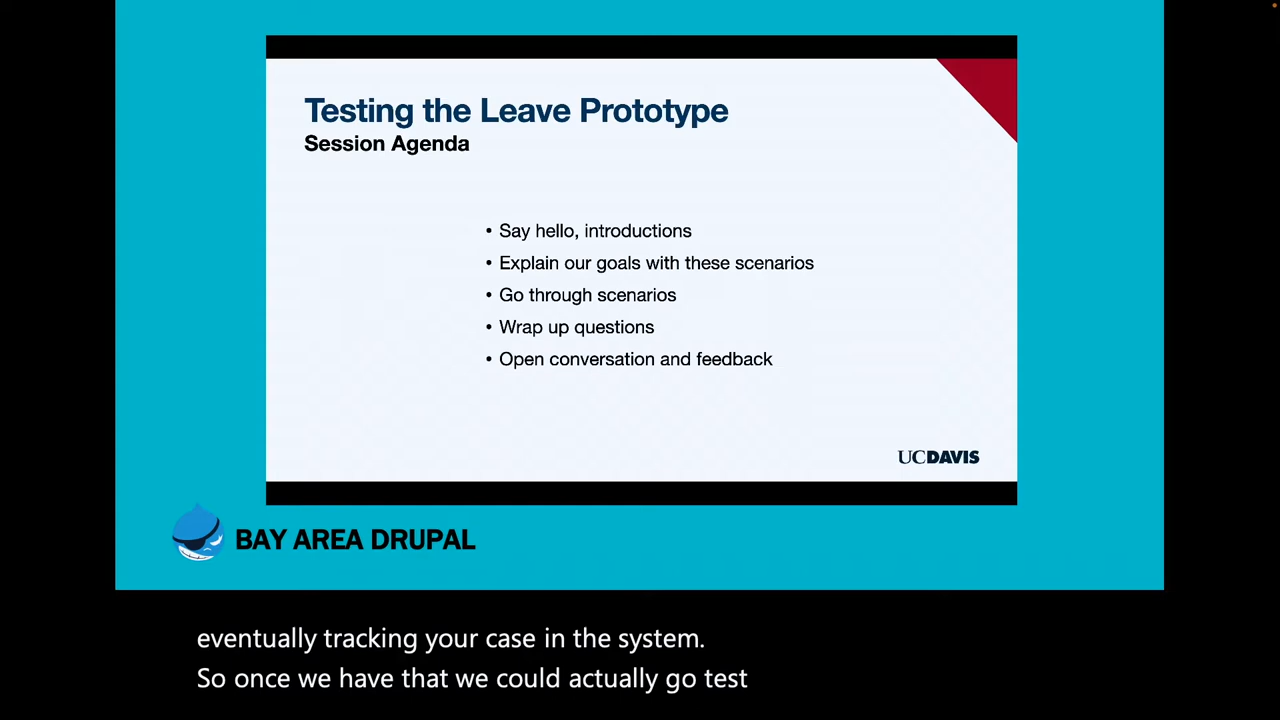 Testing the Leave Prototype
Session Agenda
• Say hello, introductions
• Explain our goals with these scenarios
• Go through scenarios
• Wrap up questions
• Open conversation and feedback
UCDAVIS
BAY AREA DRUPAL
eventually tracking your case in the system.
So once we have that we could actually go test